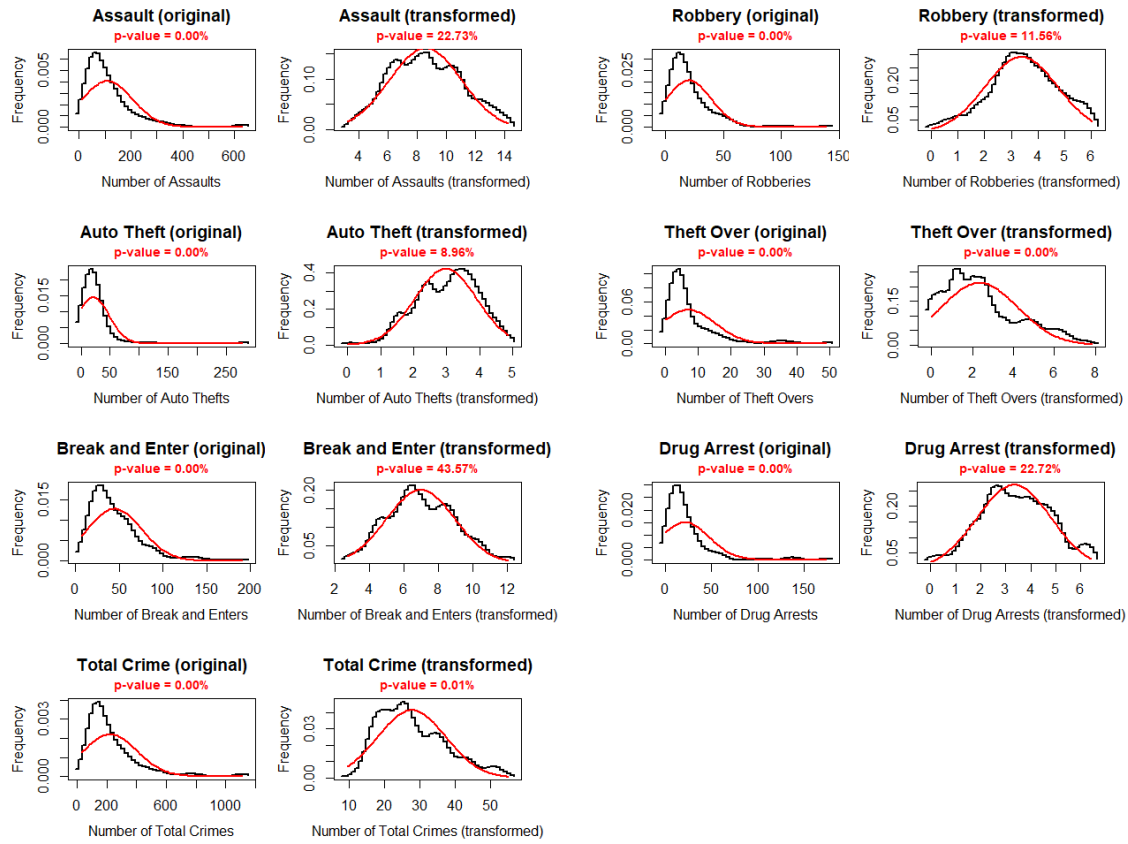 Assault (original)
p-value = 0.00%
Frequency
0.005
0.000
0 200 400 600
Number of Assaults
Assault (transformed)
p-value = 22.73%
Frequency
0.10
0.00
4 6 8 10 12 14
Number of Assaults (transformed)
Robbery (original)
p-value = 0.00%
Frequency
0.025
0.000
0 50 100 150
Number of Robberies
Robbery (transformed)
p-value = 11.56%
Frequency
0.20
0.05
0 1 2 3 4 5 6
Number of Robberies (transformed)
Auto Theft (original)
p-value = 0.00%
Frequency
0.015
0.000
0 50 150 250
Number of Auto Thefts
Auto Theft (transformed)
p-value = 8.96%
Frequency
0.4
0.2
0.0
0 1 2 3 4 5
Number of Auto Thefts (transformed)
Theft Over (original)
p-value = 0.00%
Frequency
0.06
0.00
0 10 20 30 40 50
Number of Theft Overs
Theft Over (transformed)
p-value = 0.00%
Frequency
0.15
0.00
0 2 4 6 8
Number of Theft Overs (transformed)
Break and Enter (original)
p-value = 0.00%
Frequency
0.015
0.000
0 50 100 150 200
Number of Break and Enters
Break and Enter (transformed)
p-value = 43.57%
Frequency
0.20
0.05
2 4 6 8 10 12
Number of Break and Enters (transformed)
Drug Arrest (original)
p-value = 0.00%
Frequency
0.020
0.000
0 50 100 150
Number of Drug Arrests
Drug Arrest (transformed)
p-value = 22.72%
Frequency
0.20
0.05
0 1 2 3 4 5 6
Number of Drug Arrests (transformed)
Total Crime (original)
p-value = 0.00%
Frequency
0.003
0.000
0 200 600 1000
Number of Total Crimes
Total Crime (transformed)
p-value = 0.01%
Frequency
0.03
0.00
10 20 30 40 50
Number of Total Crimes (transformed)